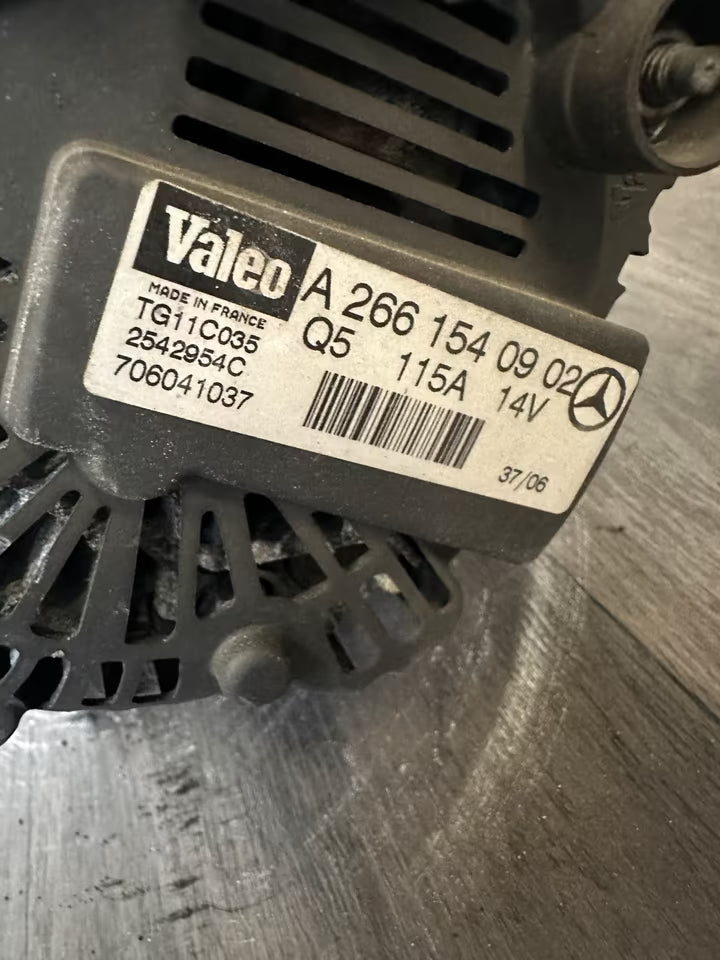 Valeo
MADE IN FRANCE
TG11C035
2542954C
706041037
A 266 154 09 02
Q5 115A 14V
37/06